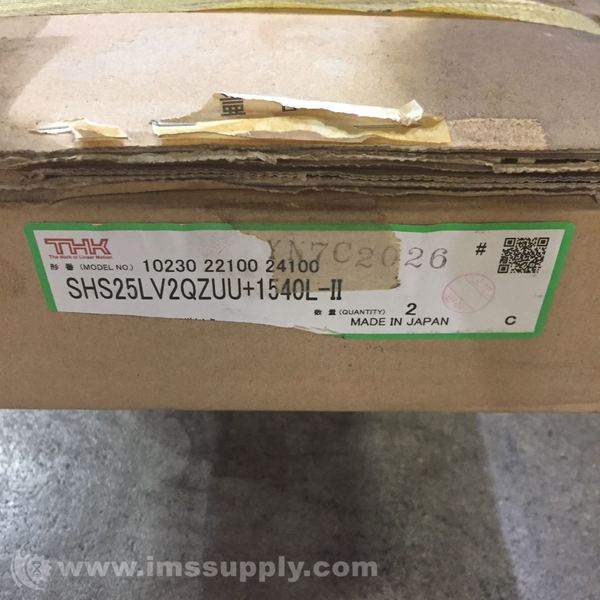 THK
The Mark of Linear Motion
YN7C2026
#
形 番 (MODEL NO.) 10230 22100 24100
SHS25LV2QZUU+1540L-II
数 量 (QUANTITY) 2
MADE IN JAPAN
C
www.imssupply.com